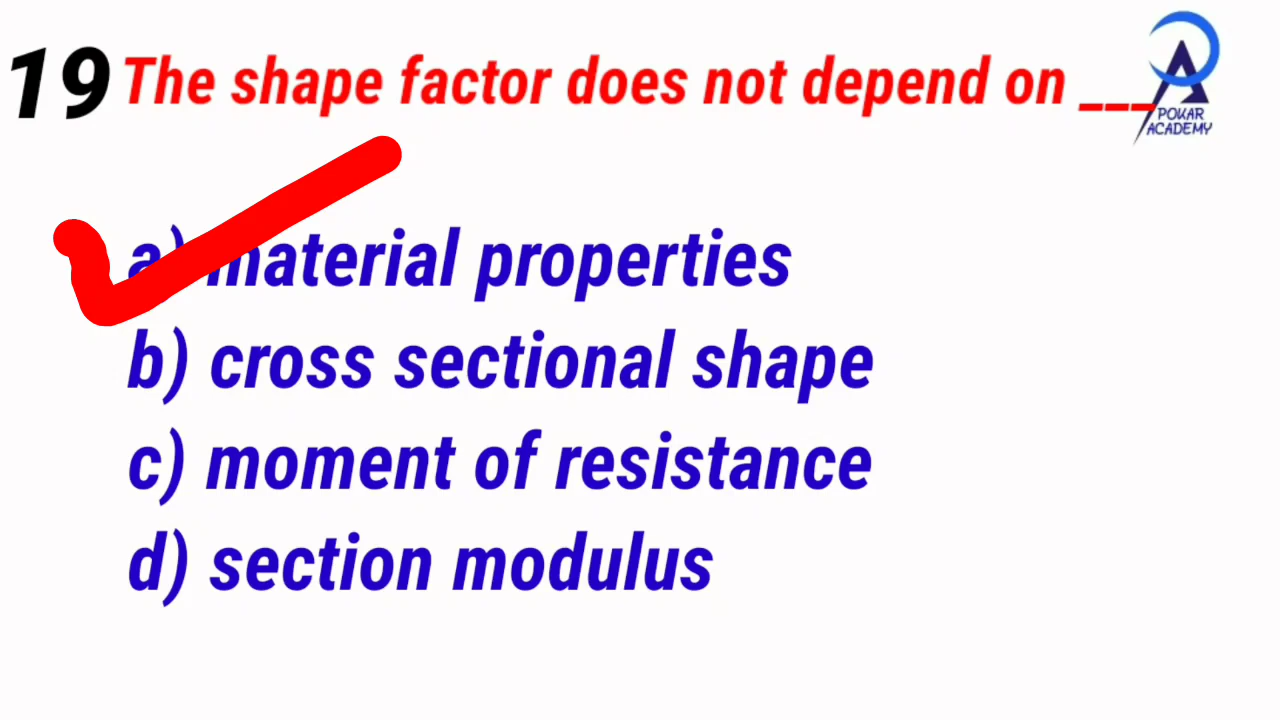 19 The shape factor does not depend on ___
POKAR
ACADEMY
a) material properties
b) cross sectional shape
c) moment of resistance
d) section modulus